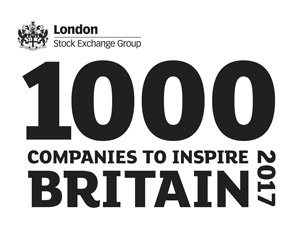 London
Stock Exchange Group
1000
COMPANIES TO INSPIRE
BRITAIN
2017